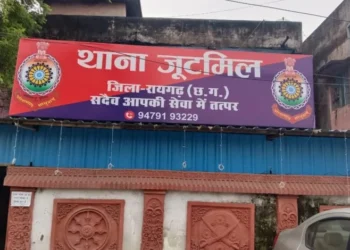 थाना जूटमिल
जिला-रायगढ़ (छ.ग.)
सदैव आपकी सेवा में तत्पर
94791 93229